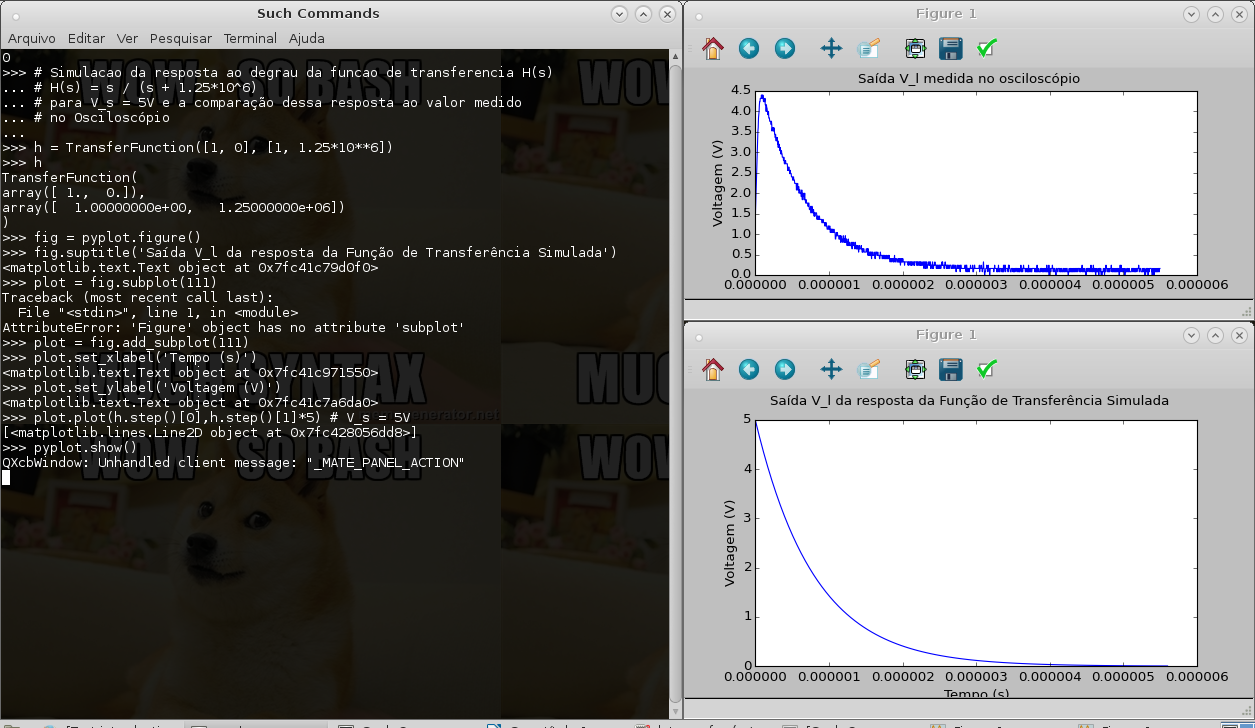 Such Commands
Arquivo Editar Ver Pesquisar Terminal Ajuda
O
>>> # Simulacao da resposta ao degrau da funcao de transferencia H(s)
... # H(s) = s / (s + 1.25*10^6)
... # para V_s = 5V e a comparação dessa resposta ao valor medido
... # no Osciloscópio
...
>>> h = TransferFunction([1, 0], [1, 1.25*10**6])
>>> h
TransferFunction(
array([ 1., 0.]),
array([ 1.00000000e+00, 1.25000000e+06])
)
>>> fig = pyplot.figure()
>>> fig.suptitle('Saída V_l da resposta da Função de Transferência Simulada')
<matplotlib.text.Text object at 0x7fc41c79d0f0>
>>> plot = fig.subplot(111)
Traceback (most recent call last):
File "<stdin>", line 1, in <module>
AttributeError: 'Figure' object has no attribute 'subplot'
>>> plot = fig.add_subplot(111)
>>> plot.set_xlabel('Tempo (s)')
<matplotlib.text.Text object at 0x7fc41c971550>
>>> plot.set_ylabel('Voltagem (V)')
<matplotlib.text.Text object at 0x7fc41c7a6da0>
>>> plot.plot(h.step()[0],h.step()[1]*5) # V_s = 5V
[<matplotlib.lines.Line2D object at 0x7fc428056dd8>]
>>> pyplot.show()
QXcbWindow: Unhandled client message: "_MATE_PANEL_ACTION"
WOW SO BASH
WOW
SYNTAX
MUC
WOW SO BASH
WOW
Figure 1
Saída V_l medida no osciloscópio
Voltagem (V)
4.5
4.0
3.5
3.0
2.5
2.0
1.5
1.0
0.5
0.0
0.000000 0.000001 0.000002 0.000003 0.000004 0.000005 0.000006
Figure 1
Saída V_l da resposta da Função de Transferência Simulada
Voltagem (V)
5
4
3
2
1
0
0.000000 0.000001 0.000002 0.000003 0.000004 0.000005 0.000006
Tempo (s)